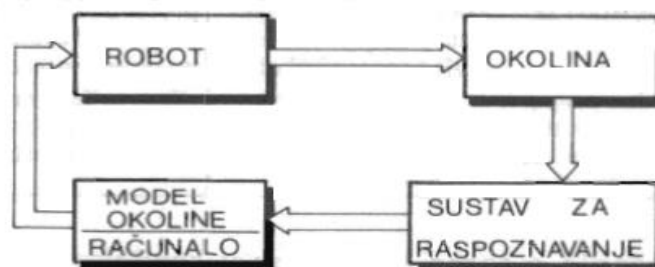 ROBOT
OKOLINA
MODEL
OKOLINE
RAČUNALO
SUSTAV ZA
RASPOZNAVANJE